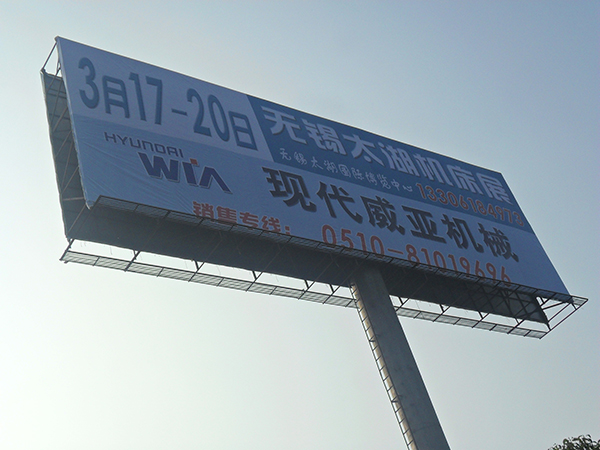 3月17-20日
无锡太湖机床展
无锡太湖国际博览中心
HYUNDAI
WIA
现代威亚机械
销售专线：0510-81019696